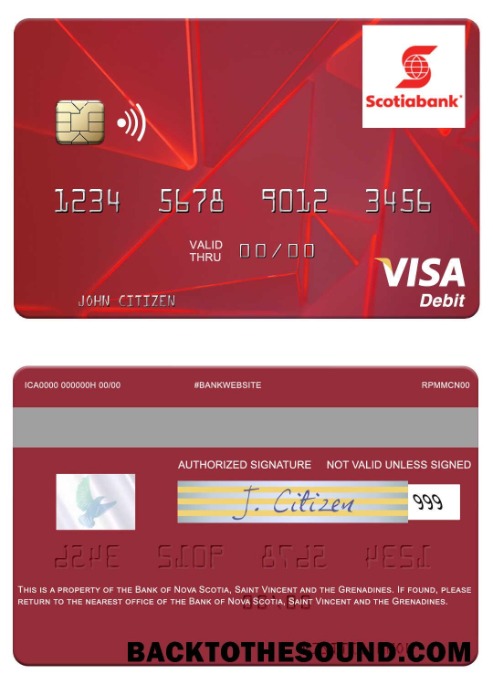 Scotiabank
1234 5678 9012 3456
VALID THRU 00/00
VISA
Debit
JOHN CITIZEN
ICA0000 000000H 00/00 #BANKWEBSITE RPMMCN00
AUTHORIZED SIGNATURE NOT VALID UNLESS SIGNED
J. Citizen 999
THIS IS A PROPERTY OF THE BANK OF NOVA SCOTIA, SAINT VINCENT AND THE GRENADINES. IF FOUND, PLEASE
RETURN TO THE NEAREST OFFICE OF THE BANK OF NOVA SCOTIA, SAINT VINCENT AND THE GRENADINES.
BACKTOTHESOUND.COM